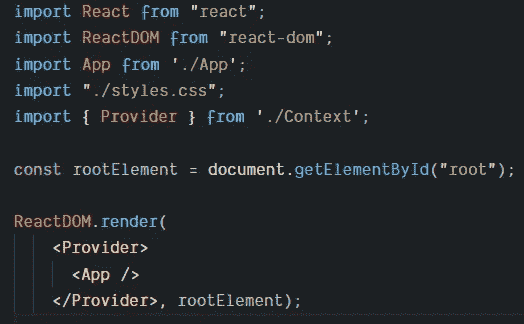 import React from "react";
import ReactDOM from "react-dom";
import App from './App';
import "./styles.css";
import { Provider } from './Context';
const rootElement = document.getElementById("root");
ReactDOM.render(
<Provider>
<App />
</Provider>, rootElement);